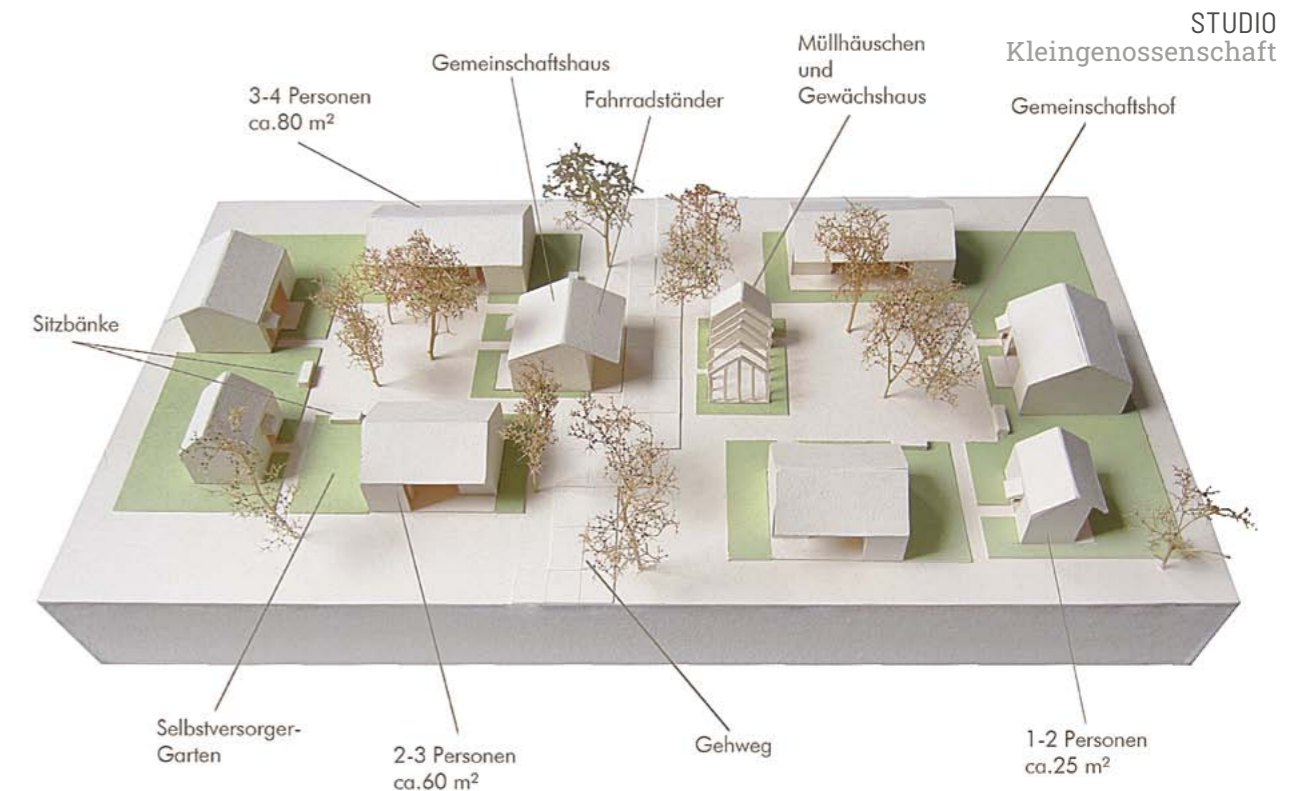 STUDIO
Kleingenossenschaft
Müllhäuschen
und
Gewächshaus
Gemeinschaftshaus
Fahrradständer
Gemeinschaftshof
3-4 Personen
ca.80 m²
Sitzbänke
Selbstversorger-
Garten
2-3 Personen
ca.60 m²
Gehweg
1-2 Personen
ca.25 m²